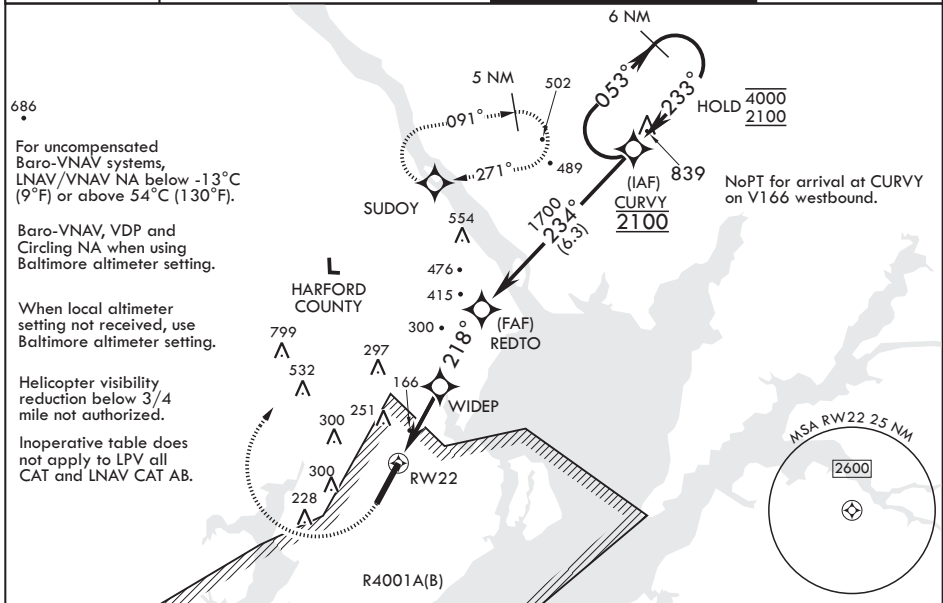 6 NM
053°
233°
HOLD
4000
2100
5 NM
502
091°
271°
489
686
For uncompensated
Baro-VNAV systems,
LNAV/VNAV NA below -13°C
(9°F) or above 54°C (130°F).
(IAF)
CURVY
2100
839
NoPT for arrival at CURVY
on V166 westbound.
SUDOY
1700
234°
(6.3)
554
Baro-VNAV, VDP and
Circling NA when using
Baltimore altimeter setting.
L
HARFORD
COUNTY
476
415
When local altimeter
setting not received, use
Baltimore altimeter setting.
300
218°
(FAF)
REDTO
799
532
297
166
Helicopter visibility
reduction below 3/4
mile not authorized.
251
WIDEP
300
Inoperative table does
not apply to LPV all
CAT and LNAV CAT AB.
300
228
RW22
MSA RW22 25 NM
2600
R4001A(B)